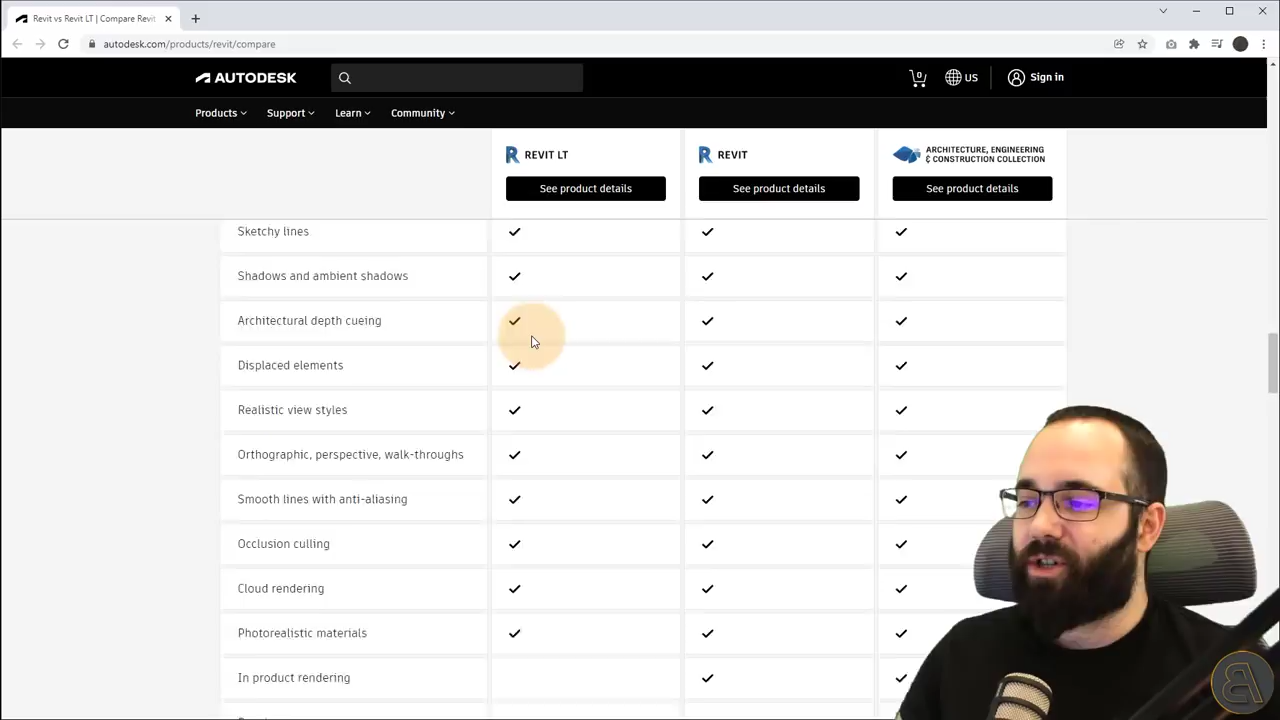 Revit vs Revit LT | Compare Revit
autodesk.com/products/revit/compare
AUTODESK
0
US
Sign in
Products
Support
Learn
Community
REVIT LT
REVIT
ARCHITECTURE, ENGINEERING
& CONSTRUCTION COLLECTION
See product details
See product details
See product details
Sketchy lines
Shadows and ambient shadows
Architectural depth cueing
Displaced elements
Realistic view styles
Orthographic, perspective, walk-throughs
Smooth lines with anti-aliasing
Occlusion culling
Cloud rendering
Photorealistic materials
In product rendering